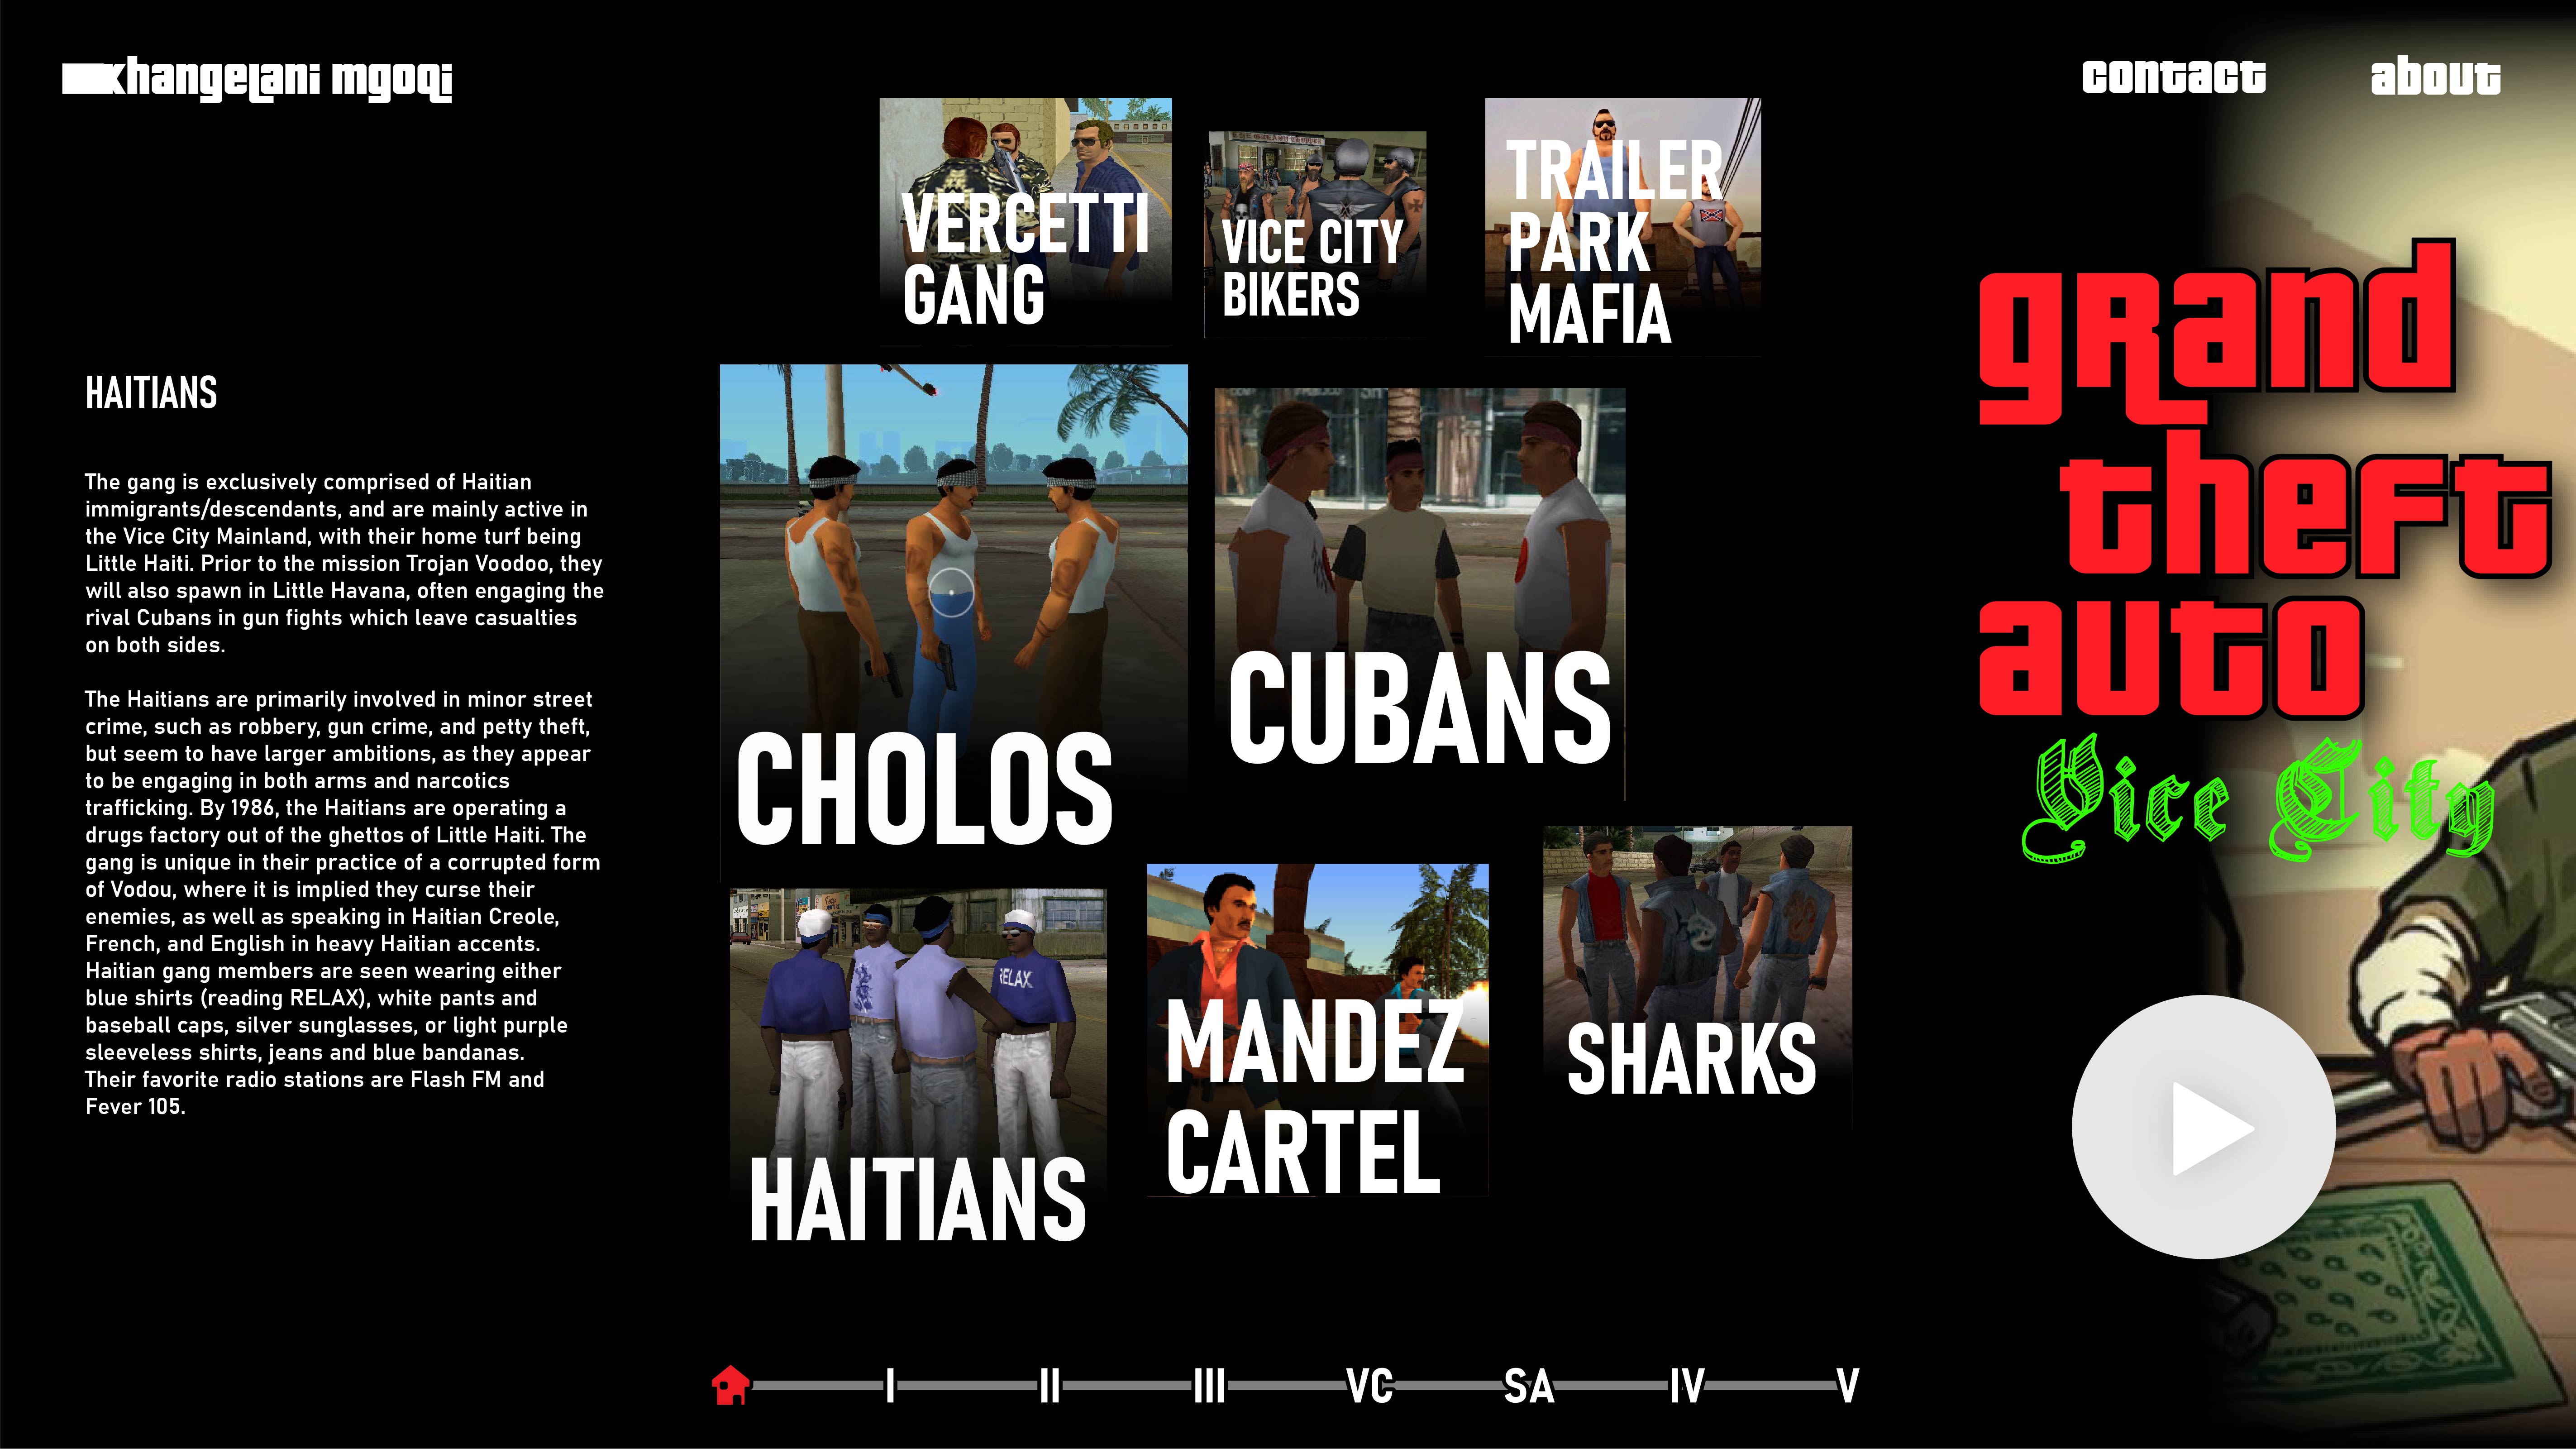 Khangelani mgoqi
contact
about
HAITIANS
The gang is exclusively comprised of Haitian
immigrants/descendants, and are mainly active in
the Vice City Mainland, with their home turf being
Little Haiti. Prior to the mission Trojan Voodoo, they
will also spawn in Little Havana, often engaging the
rival Cubans in gun fights which leave casualties
on both sides.
The Haitians are primarily involved in minor street
crime, such as robbery, gun crime, and petty theft,
but seem to have larger ambitions, as they appear
to be engaging in both arms and narcotics
trafficking. By 1986, the Haitians are operating a
drugs factory out of the ghettos of Little Haiti. The
gang is unique in their practice of a corrupted form
of Vodou, where it is implied they curse their
enemies, as well as speaking in Haitian Creole,
French, and English in heavy Haitian accents.
Haitian gang members are seen wearing either
blue shirts (reading RELAX), white pants and
baseball caps, silver sunglasses, or light purple
sleeveless shirts, jeans and blue bandanas.
Their favorite radio stations are Flash FM and
Fever 105.
VERCETTI
GANG
VICE CITY
BIKERS
TRAILER
PARK
MAFIA
CHOLOS
CUBANS
RELAX
HAITIANS
MANDEZ
CARTEL
SHARKS
grand
theft
auto
Vice City
I
II
III
VC
SA
IV
V